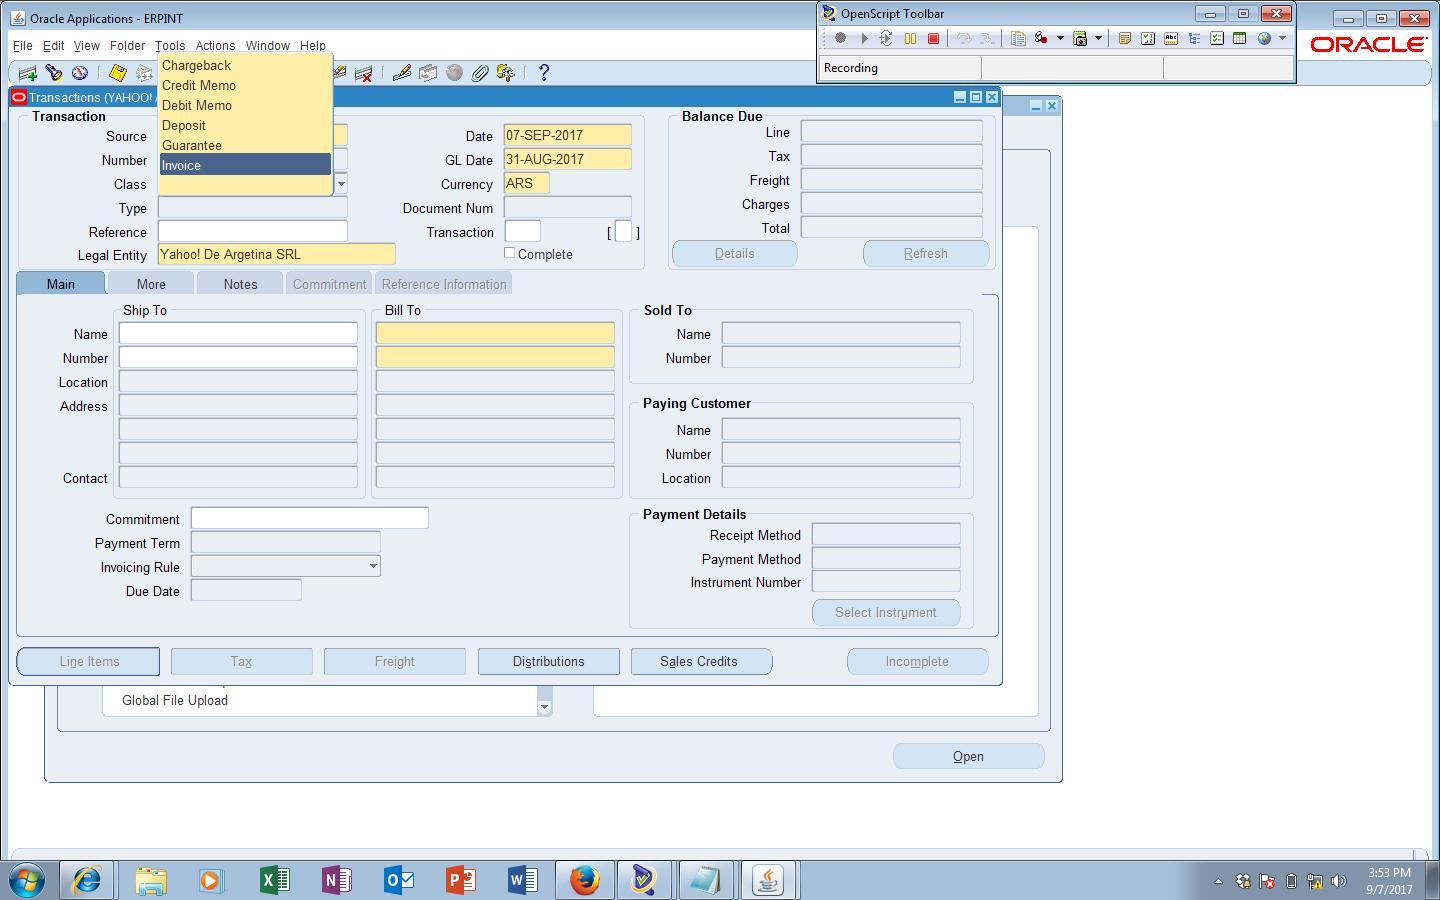 Oracle Applications - ERPINT
OpenScript Toolbar
File Edit View Folder Tools Actions Window Help
ORACLE
Recording
Chargeback
Credit Memo
Debit Memo
Deposit
Guarantee
Invoice
Transactions (YAHOO!
Transaction
Source
Number
Class
Type
Reference
Legal Entity Yahoo! De Argetina SRL
Date 07-SEP-2017
GL Date 31-AUG-2017
Currency ARS
Document Num
Transaction [ ]
Complete
Balance Due
Line
Tax
Freight
Charges
Total
Details Refresh
Main More Notes Commitment Reference Information
Ship To
Bill To
Name
Number
Location
Address
Contact
Sold To
Name
Number
Paying Customer
Name
Number
Location
Commitment
Payment Term
Invoicing Rule
Due Date
Payment Details
Receipt Method
Payment Method
Instrument Number
Select Instrument
Line Items Tax Freight Distributions Sales Credits Incomplete
Global File Upload
Open
3:53 PM
9/7/2017